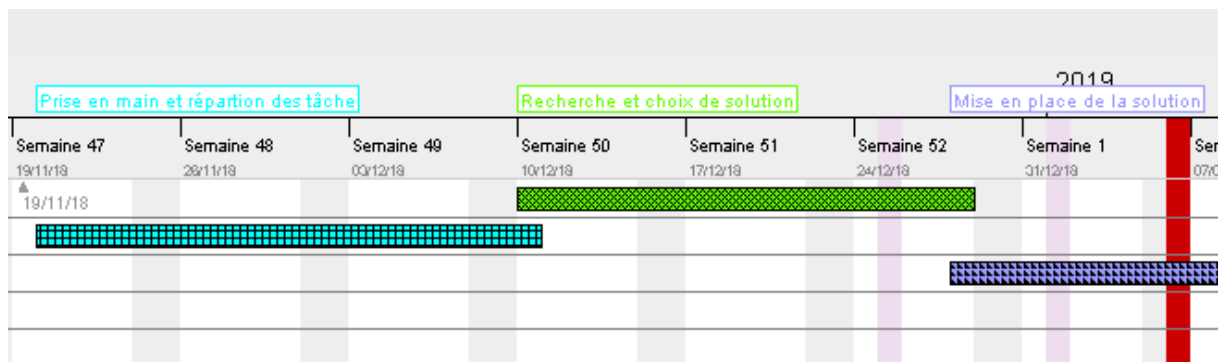 2019
Prise en main et répartion des tâche
Recherche et choix de solution
Mise en place de la solution
Semaine 47
Semaine 48
Semaine 49
Semaine 50
Semaine 51
Semaine 52
Semaine 1
Ser
19/11/18
26/11/18
03/12/18
10/12/18
17/12/18
24/12/18
31/12/18
07/0
19/11/18